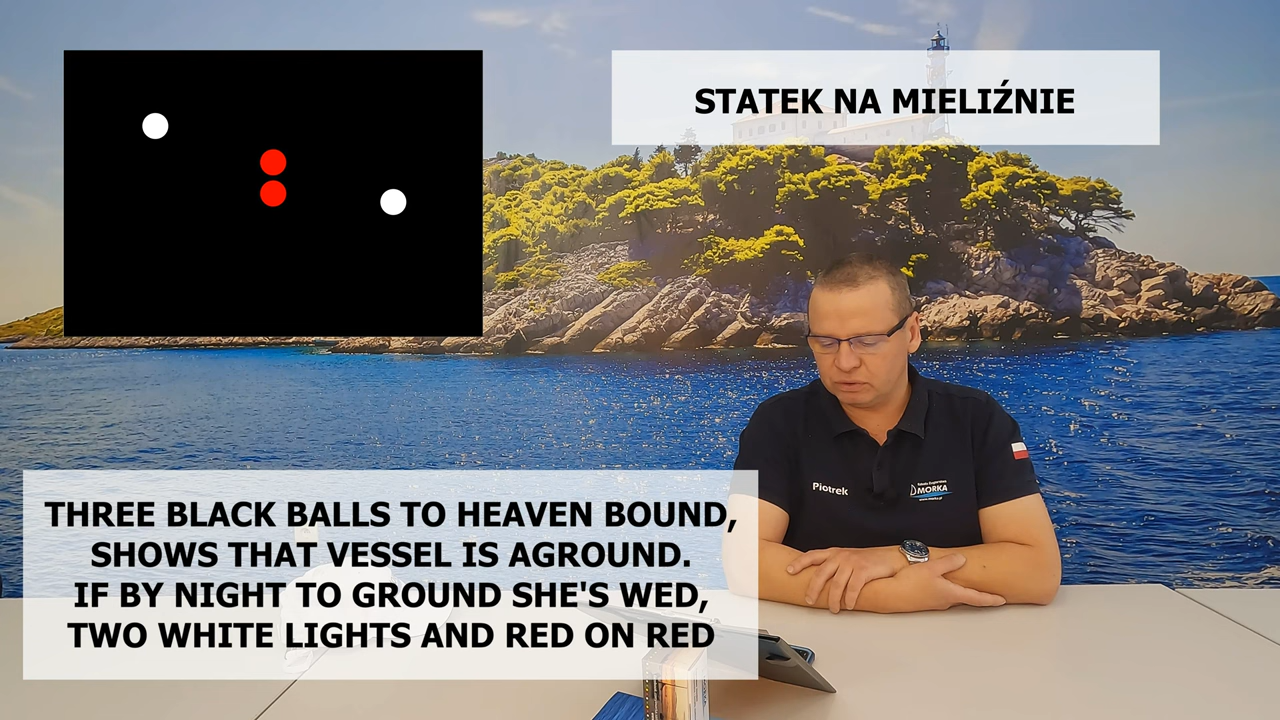 STATEK NA MIELIŹNIE
THREE BLACK BALLS TO HEAVEN BOUND,
SHOWS THAT VESSEL IS AGROUND.
IF BY NIGHT TO GROUND SHE'S WED,
TWO WHITE LIGHTS AND RED ON RED
Piotrek
MORKA